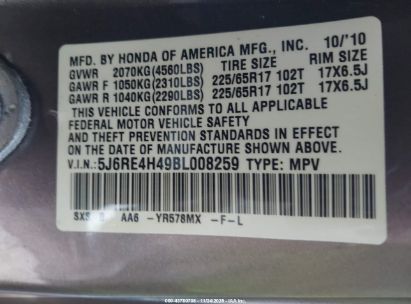 MFD. BY HONDA OF AMERICA MFG., INC. 10/'10
GVWR 2070KG(4560LBS) TIRE SIZE RIM SIZE
GAWR F 1050KG(2310LBS) 225/65R17 102T 17X6.5J
GAWR R 1040KG(2290LBS) 225/65R17 102T 17X6.5J
THIS VEHICLE CONFORMS TO ALL APPLICABLE
FEDERAL MOTOR VEHICLE SAFETY
AND THEFT PREVENTION STANDARDS IN EFFECT
ON THE DATE OF MANUFACTURE SHOWN ABOVE.
V.I.N.: 5J6RE4H49BL008259 TYPE: MPV
AA6 -YR578MX -F-L